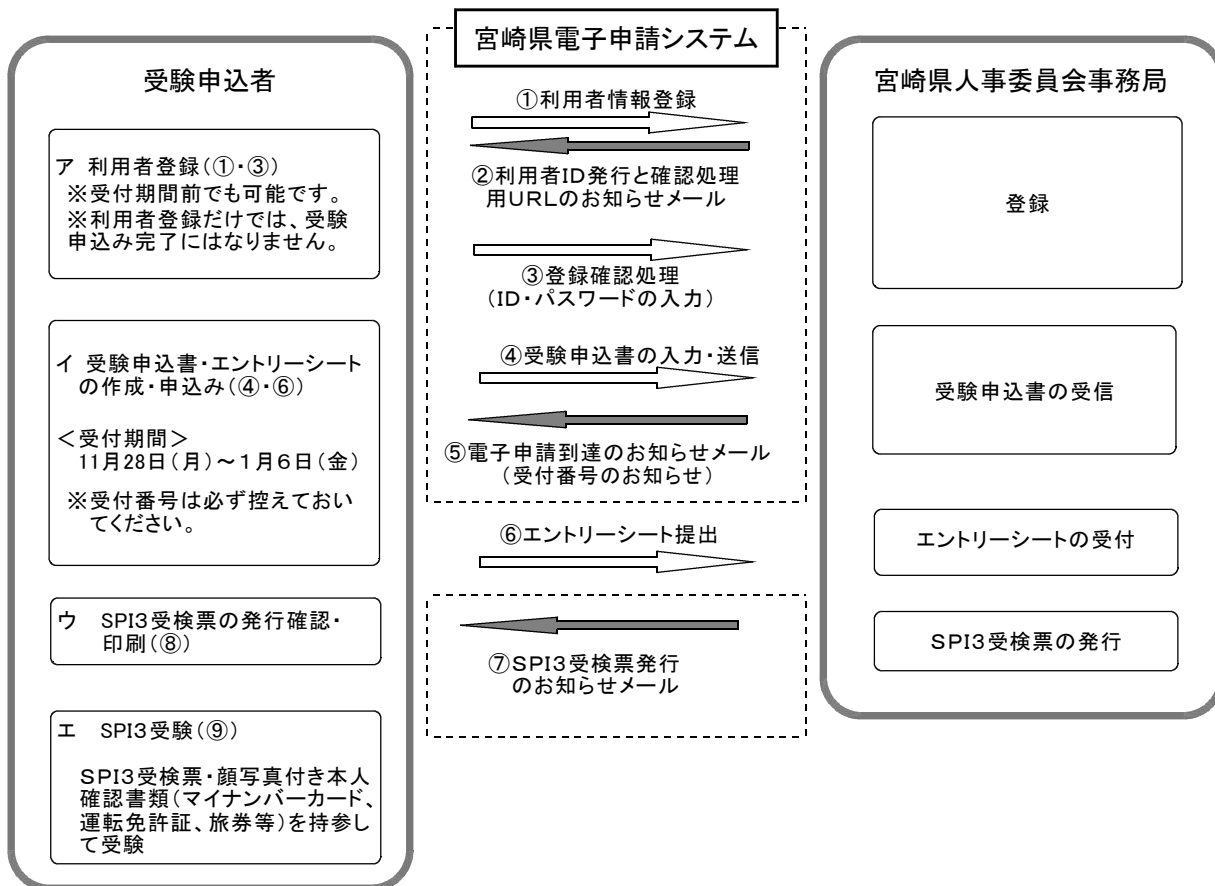 宮崎県電子申請システム
受験申込者
ア 利用者登録(①・③)
※受付期間前でも可能です。
※利用者登録だけでは、受験
申込み完了にはなりません。
イ 受験申込書・エントリーシート
の作成・申込み(④・⑥)
＜受付期間＞
11月28日(月)～1月6日(金)
※受付番号は必ず控えておい
てください。
ウ SPI3受検票の発行確認・
印刷(⑧)
エ SPI3受験(⑨)
SPI3受検票・顔写真付き本人
確認書類(マイナンバーカード、
運転免許証、旅券等)を持参し
て受験
①利用者情報登録
②利用者ID発行と確認処理
用URLのお知らせメール
③登録確認処理
(ID・パスワードの入力)
④受験申込書の入力・送信
⑤電子申請到達のお知らせメール
(受付番号のお知らせ)
⑥エントリーシート提出
⑦SPI3受検票発行
のお知らせメール
宮崎県人事委員会事務局
登録
受験申込書の受信
エントリーシートの受付
SPI3受検票の発行